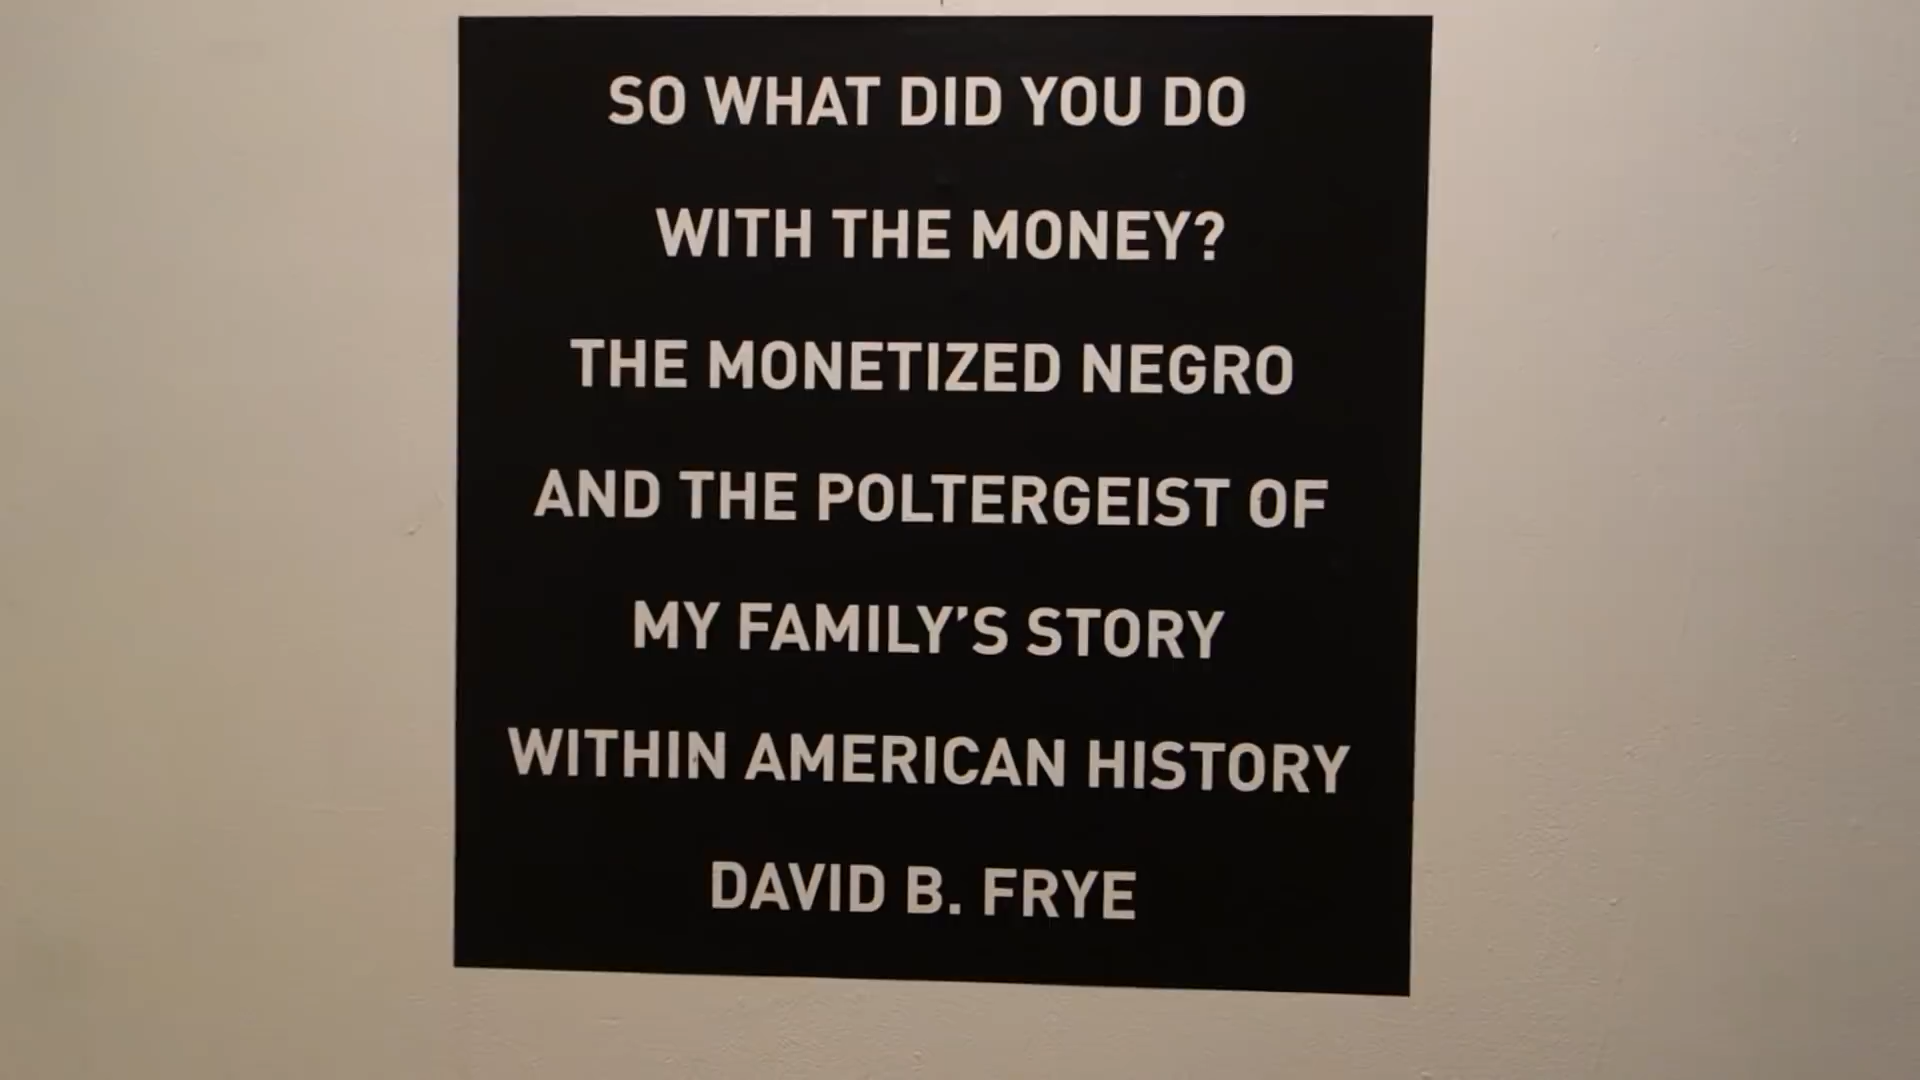 SO WHAT DID YOU DO
WITH THE MONEY?
THE MONETIZED NEGRO
AND THE POLTERGEIST OF
MY FAMILY’S STORY
WITHIN AMERICAN HISTORY
DAVID B. FRYE